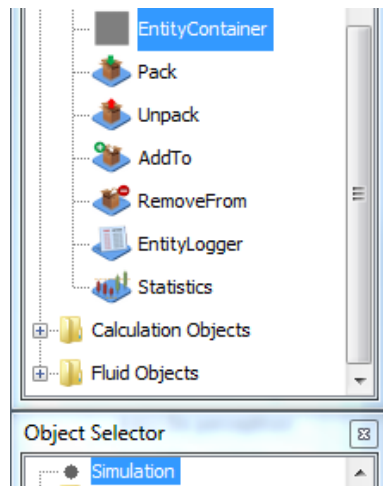 EntityContainer
Pack
Unpack
AddTo
RemoveFrom
EntityLogger
Statistics
Calculation Objects
Fluid Objects
Object Selector
Simulation